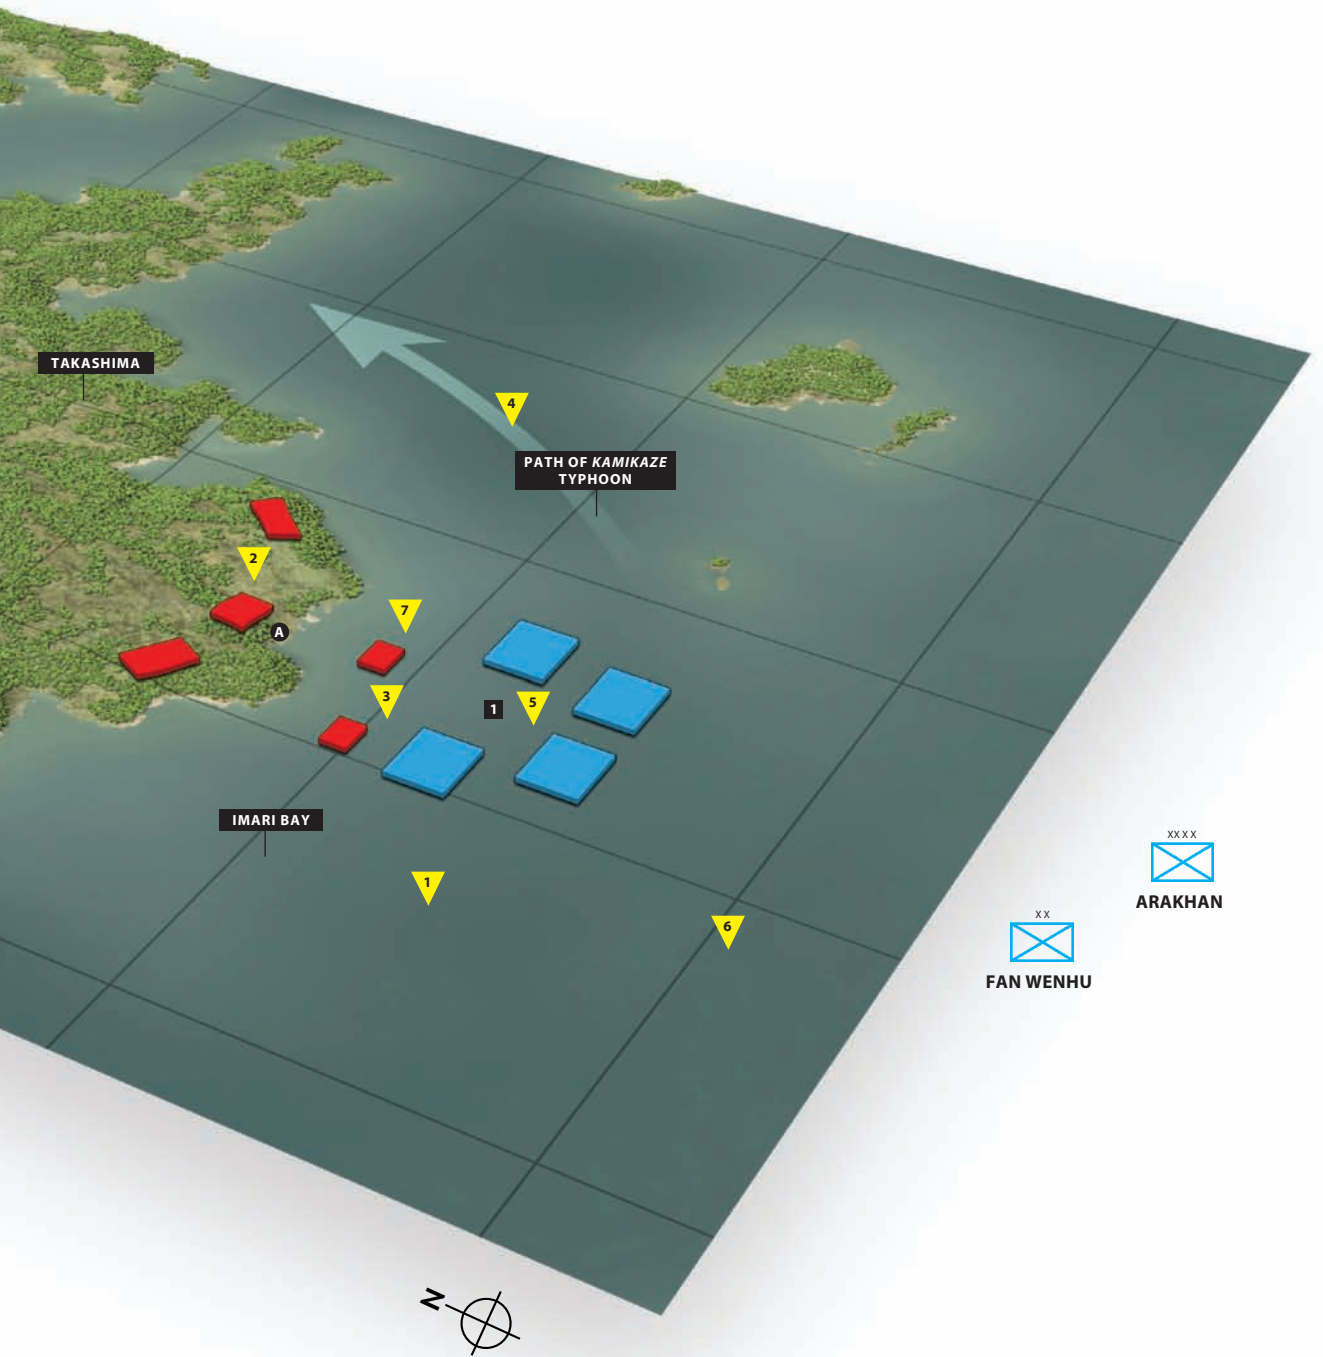 TAKASHIMA
4
PATH OF KAMIKAZE
TYPHOON
2
7
A
3
1
5
IMARI BAY
1
6
XXXX
ARAKHAN
XX
FAN WENHU
N